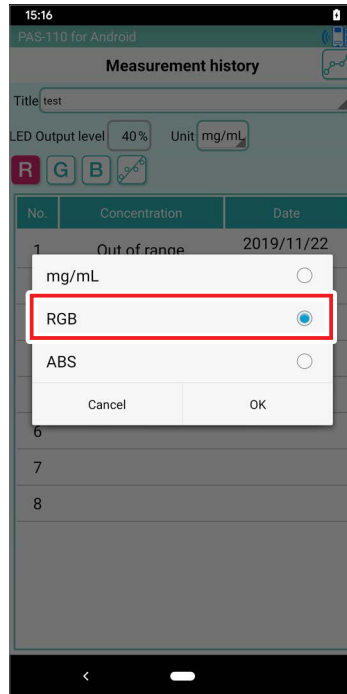 15:16
PAS-110 for Android
Measurement history
Title test
LED Output level 40% Unit mg/mL
R G B
No. Concentration Date
1 Out of range 2019/11/22
mg/mL
RGB
ABS
Cancel OK
6
7
8